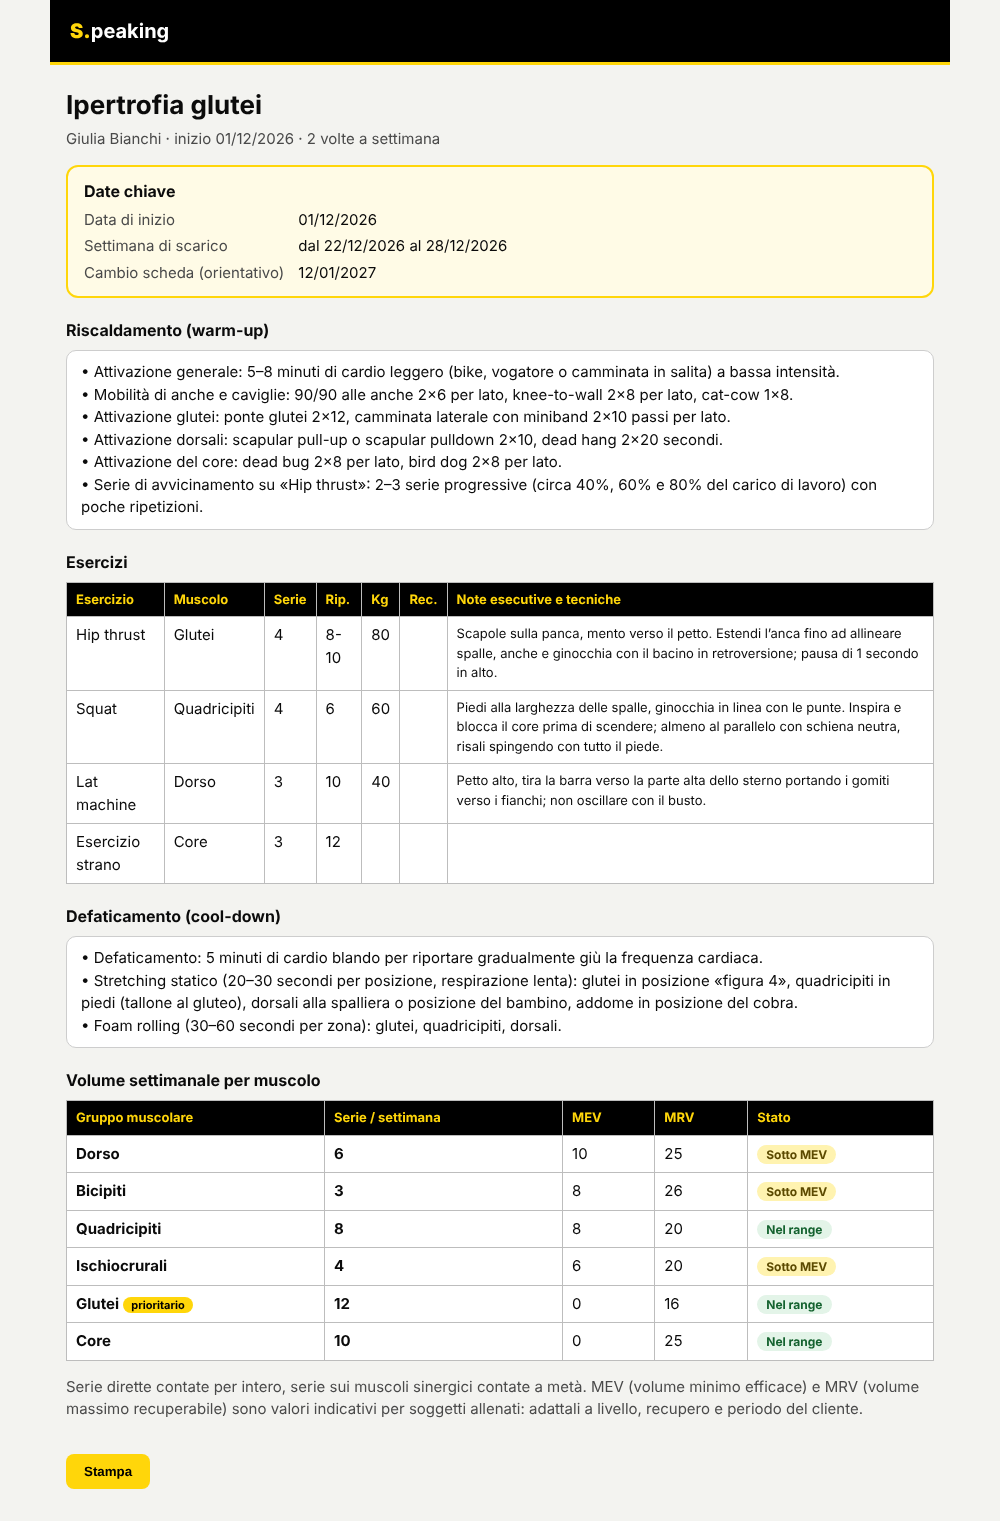 S.peaking
Ipertrofia glutei
Giulia Bianchi · inizio 01/12/2026 · 2 volte a settimana
Date chiave
Data di inizio 01/12/2026
Settimana di scarico dal 22/12/2026 al 28/12/2026
Cambio scheda (orientativo) 12/01/2027
Riscaldamento (warm-up)
• Attivazione generale: 5–8 minuti di cardio leggero (bike, vogatore o camminata in salita) a bassa intensità.
• Mobilità di anche e caviglie: 90/90 alle anche 2×6 per lato, knee-to-wall 2×8 per lato, cat-cow 1×8.
• Attivazione glutei: ponte glutei 2×12, camminata laterale con miniband 2×10 passi per lato.
• Attivazione dorsali: scapular pull-up o scapular pulldown 2×10, dead hang 2×20 secondi.
• Attivazione del core: dead bug 2×8 per lato, bird dog 2×8 per lato.
• Serie di avvicinamento su «Hip thrust»: 2–3 serie progressive (circa 40%, 60% e 80% del carico di lavoro) con
poche ripetizioni.
Esercizi
Esercizio Muscolo Serie Rip. Kg Rec. Note esecutive e tecniche
Hip thrust Glutei 4 8-
10 80 Scapole sulla panca, mento verso il petto. Estendi l’anca fino ad allineare
spalle, anche e ginocchia con il bacino in retroversione; pausa di 1 secondo
in alto.
Squat Quadricipiti 4 6 60 Piedi alla larghezza delle spalle, ginocchia in linea con le punte. Inspira e
blocca il core prima di scendere; almeno al parallelo con schiena neutra,
risali spingendo con tutto il piede.
Lat
machine Dorso 3 10 40 Petto alto, tira la barra verso la parte alta dello sterno portando i gomiti
verso i fianchi; non oscillare con il busto.
Esercizio
strano Core 3 12
Defaticamento (cool-down)
• Defaticamento: 5 minuti di cardio blando per riportare gradualmente giù la frequenza cardiaca.
• Stretching statico (20–30 secondi per posizione, respirazione lenta): glutei in posizione «figura 4», quadricipiti in
piedi (tallone al gluteo), dorsali alla spalliera o posizione del bambino, addome in posizione del cobra.
• Foam rolling (30–60 secondi per zona): glutei, quadricipiti, dorsali.
Volume settimanale per muscolo
Gruppo muscolare Serie / settimana MEV MRV Stato
Dorso 6 10 25 Sotto MEV
Bicipiti 3 8 26 Sotto MEV
Quadricipiti 8 8 20 Nel range
Ischiocrurali 4 6 20 Sotto MEV
Glutei prioritario 12 0 16 Nel range
Core 10 0 25 Nel range
Serie dirette contate per intero, serie sui muscoli sinergici contate a metà. MEV (volume minimo efficace) e MRV (volume
massimo recuperabile) sono valori indicativi per soggetti allenati: adattali a livello, recupero e periodo del cliente.
Stampa